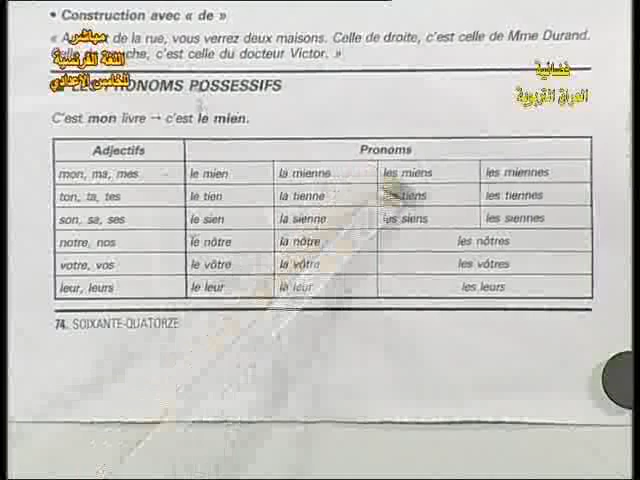 • Construction avec « de »
« A de la rue, vous verrez deux maisons. Celle de droite, c'est celle de Mme Durand.
c'est celle du docteur Victor. »
PRONOMS POSSESSIFS
C'est mon livre → c'est le mien.
Adjectifs Pronoms
mon, ma, mes le mien la mienne les miens les miennes
ton, ta, tes le tien la tienne les tiens les tiennes
son, sa, ses le sien la sienne les siens les siennes
notre, nos le nôtre la nôtre les nôtres
votre, vos le vôtre la vôtre les vôtres
leur, leurs le leur la leur les leurs
74. SOIXANTE-QUATORZE
مباشر
اللغة الفرنسية
للخامس الاعدادي
فضائية
العراق التربوية